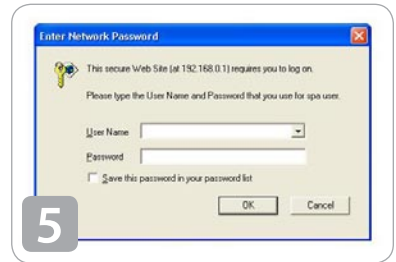 Enter Network Password
This secure Web Site (at 192.168.0.1) requires you to log on.
Please type the User Name and Password that you use for spa user.
User Name
Password
Save this password in your password list
OK Cancel
5